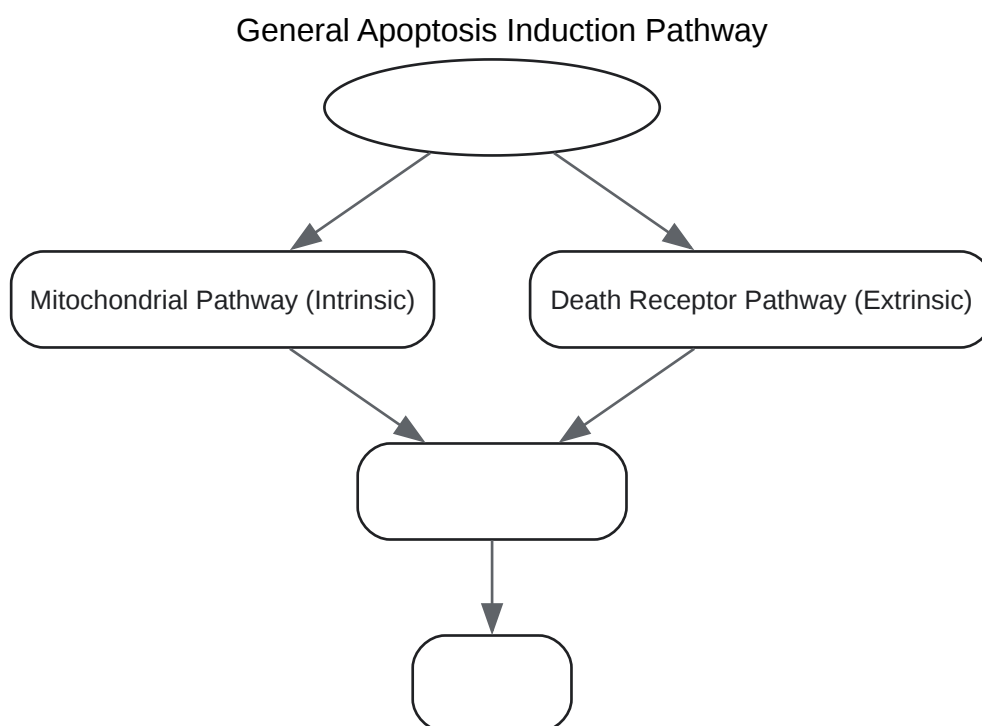 General Apoptosis Induction Pathway
Mitochondrial Pathway (Intrinsic)
Death Receptor Pathway (Extrinsic)